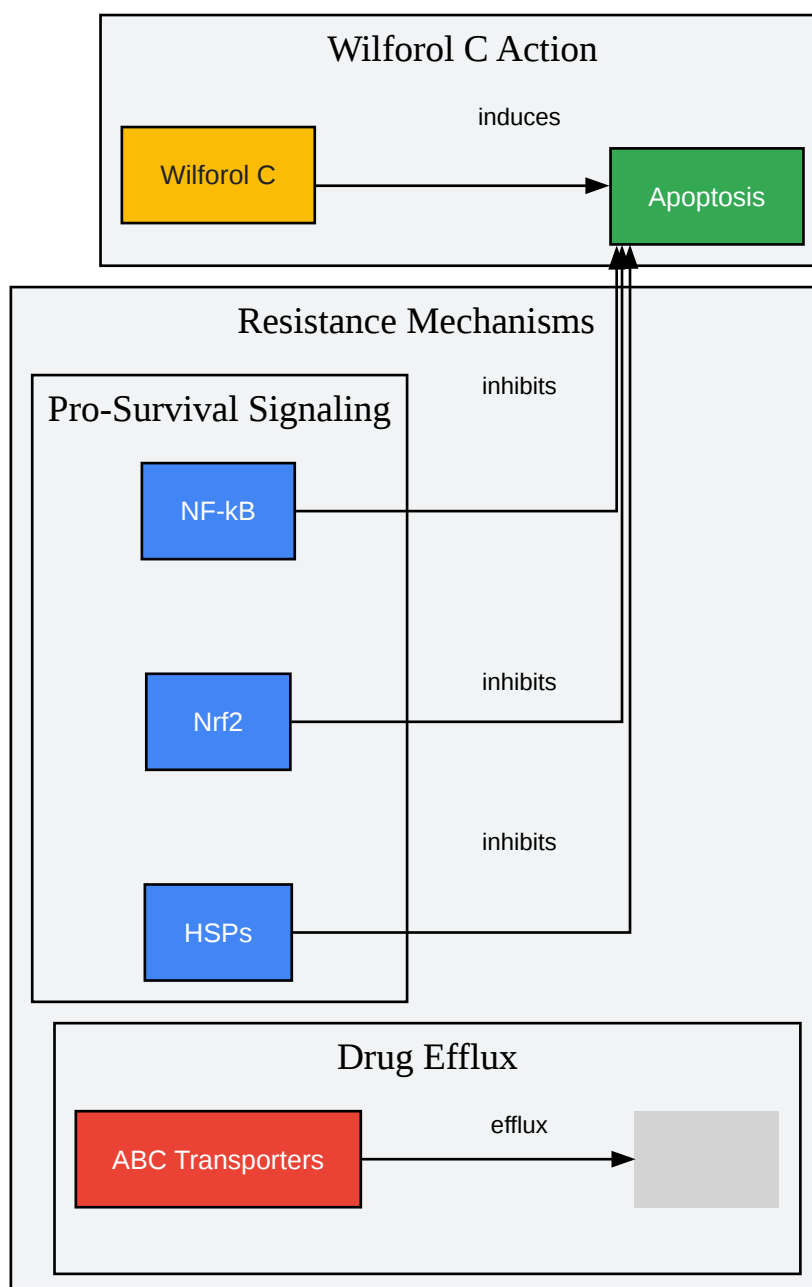 Wilforol C Action
induces
Wilforol C
Apoptosis
Resistance Mechanisms
inhibits
Pro-Survival Signaling
NF-kB
inhibits
Nrf2
inhibits
HSPs
Drug Efflux
efflux
ABC Transporters